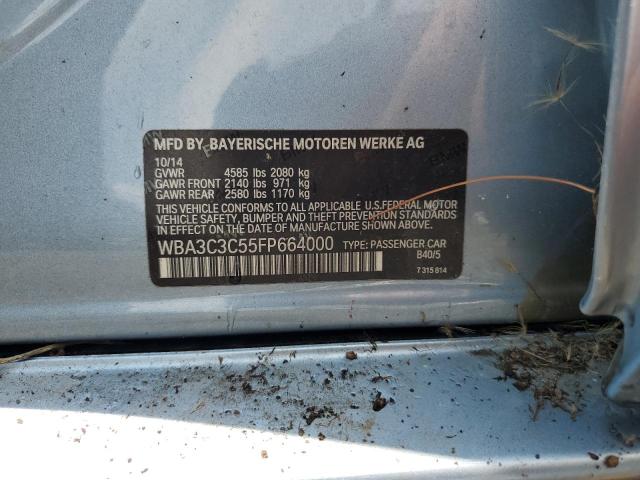 MFD BY BAYERISCHE MOTOREN WERKE AG
10/14
GVWR 4585 lbs 2080 kg
GAWR FRONT 2140 lbs 971 kg
GAWR REAR 2580 lbs 1170 kg
THIS VEHICLE CONFORMS TO ALL APPLICABLE U.S. FEDERAL MOTOR
VEHICLE SAFETY, BUMPER AND THEFT PREVENTION STANDARDS
IN EFFECT ON THE DATE OF MANUFACTURE SHOWN ABOVE.
WBA3C3C55FP664000 TYPE: PASSENGER CAR
B40/5
7 315 814